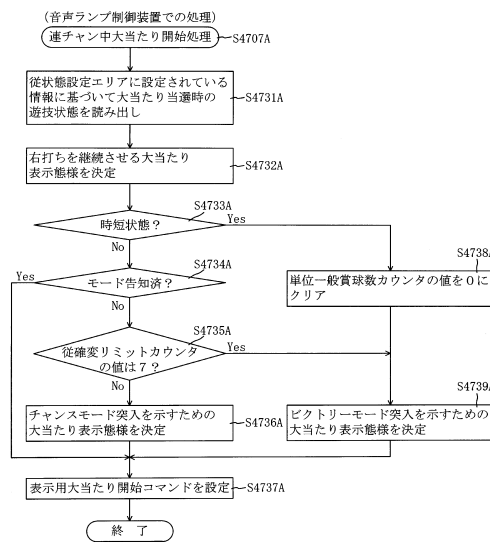 (音声ランプ制御装置での処理)
連チャン中大当たり開始処理
S4707A
従状態設定エリアに設定されている
情報に基づいて大当たり当選時の
遊技状態を読み出し
S4731A
右打ちを継続させる大当たり
表示態様を決定
S4732A
時短状態？
S4733A
Yes
No
モード告知済？
S4734A
Yes
No
単位一般賞球数カウンタの値を０に
クリア
S4738A
従確変リミットカウンタ
の値は７？
S4735A
Yes
No
チャンスモード突入を示すための
大当たり表示態様を決定
S4736A
ビクトリーモード突入を示すための
大当たり表示態様を決定
S4739A
表示用大当たり開始コマンドを設定
S4737A
終 了